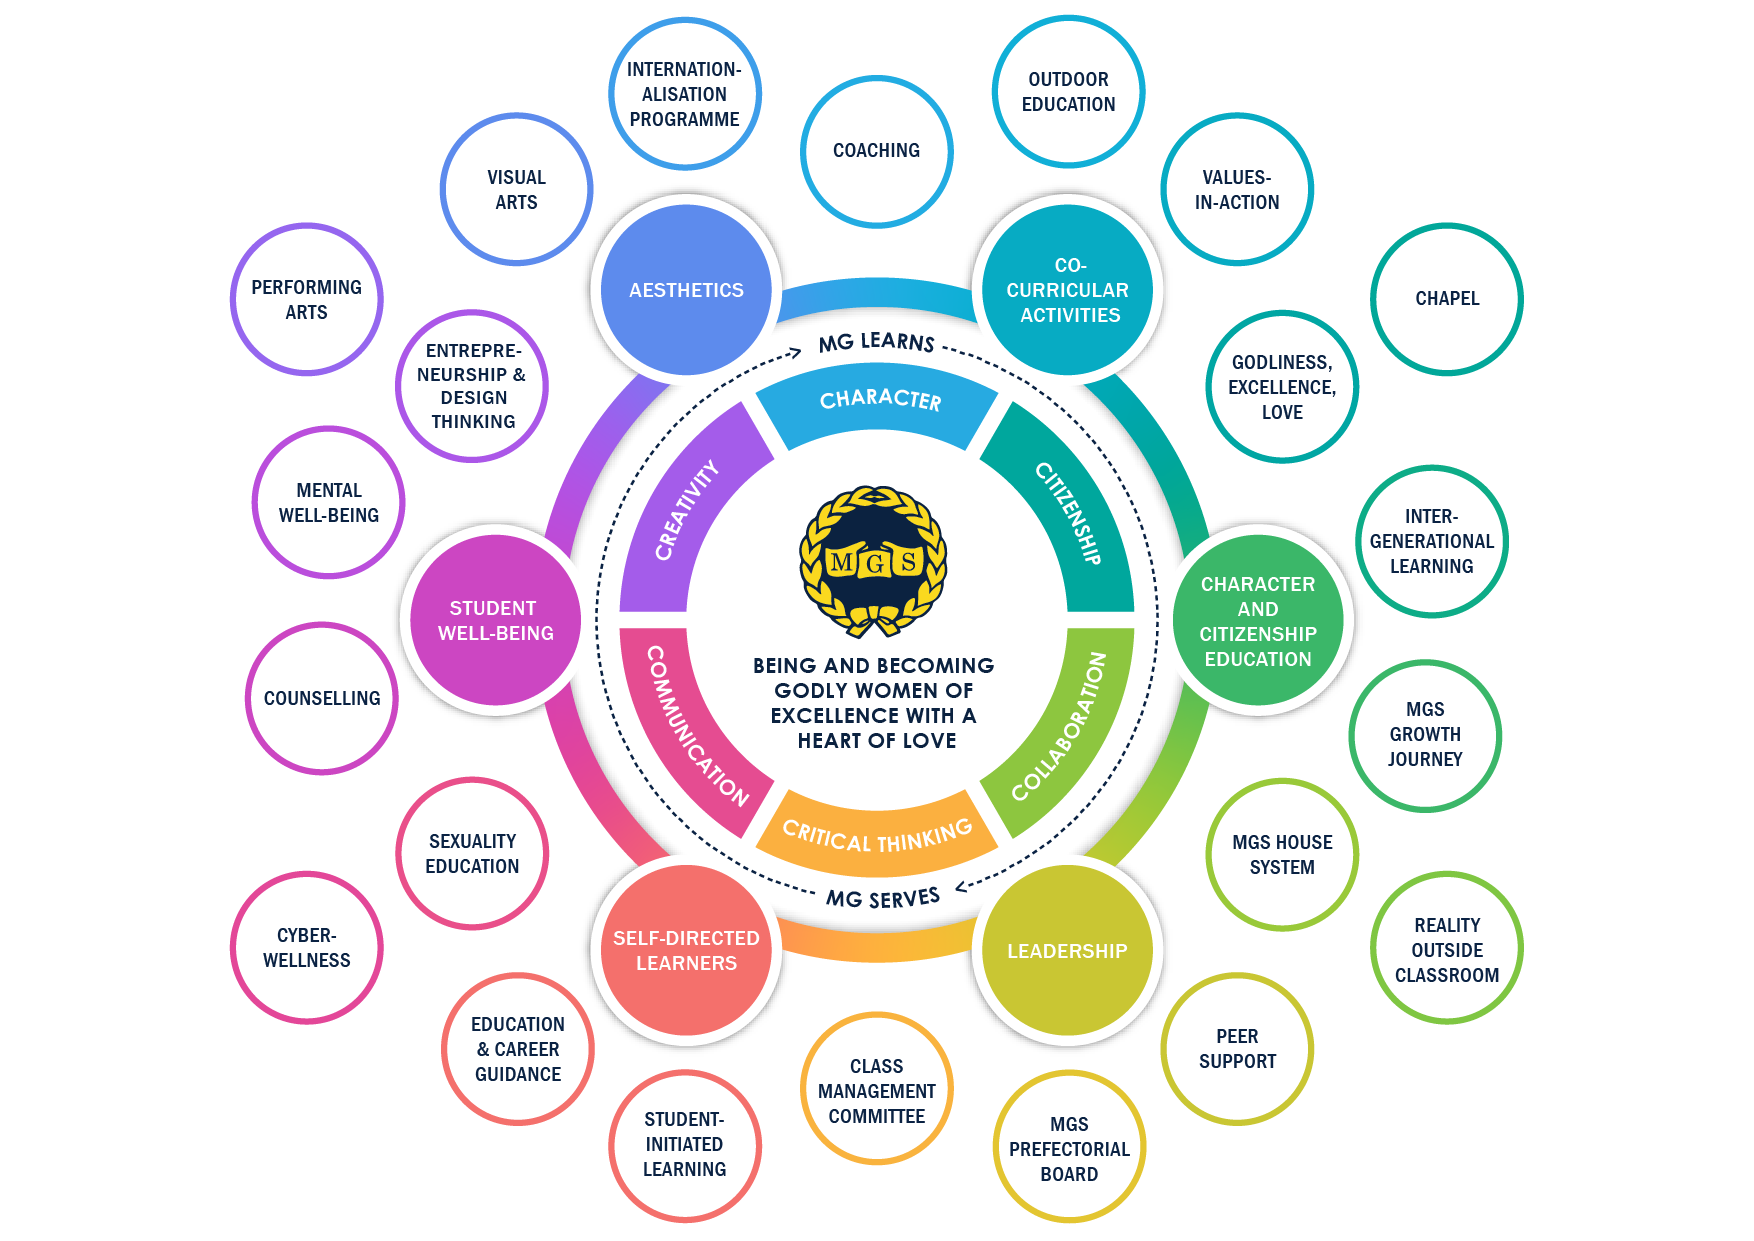 INTERNATION-
ALISATION
PROGRAMME
COACHING
OUTDOOR
EDUCATION
VISUAL
ARTS
VALUES-
IN-ACTION
PERFORMING
ARTS
AESTHETICS
CO-
CURRICULAR
ACTIVITIES
CHAPEL
ENTREPRE-
NEURSHIP &
DESIGN
THINKING
GODLINESS,
EXCELLENCE,
LOVE
MG LEARNS
CHARACTER
CREATIVITY
CITIZENSHIP
MENTAL
WELL-BEING
INTER-
GENERATIONAL
LEARNING
M G S
STUDENT
WELL-BEING
CHARACTER
AND
CITIZENSHIP
EDUCATION
BEING AND BECOMING
GODLY WOMEN OF
EXCELLENCE WITH A
HEART OF LOVE
COMMUNICATION
COLLABORATION
CRITICAL THINKING
MG SERVES
COUNSELLING
MGS
GROWTH
JOURNEY
SEXUALITY
EDUCATION
MGS HOUSE
SYSTEM
CYBER-
WELLNESS
SELF-DIRECTED
LEARNERS
LEADERSHIP
REALITY
OUTSIDE
CLASSROOM
EDUCATION
& CAREER
GUIDANCE
CLASS
MANAGEMENT
COMMITTEE
PEER
SUPPORT
STUDENT-
INITIATED
LEARNING
MGS
PREFECTORIAL
BOARD